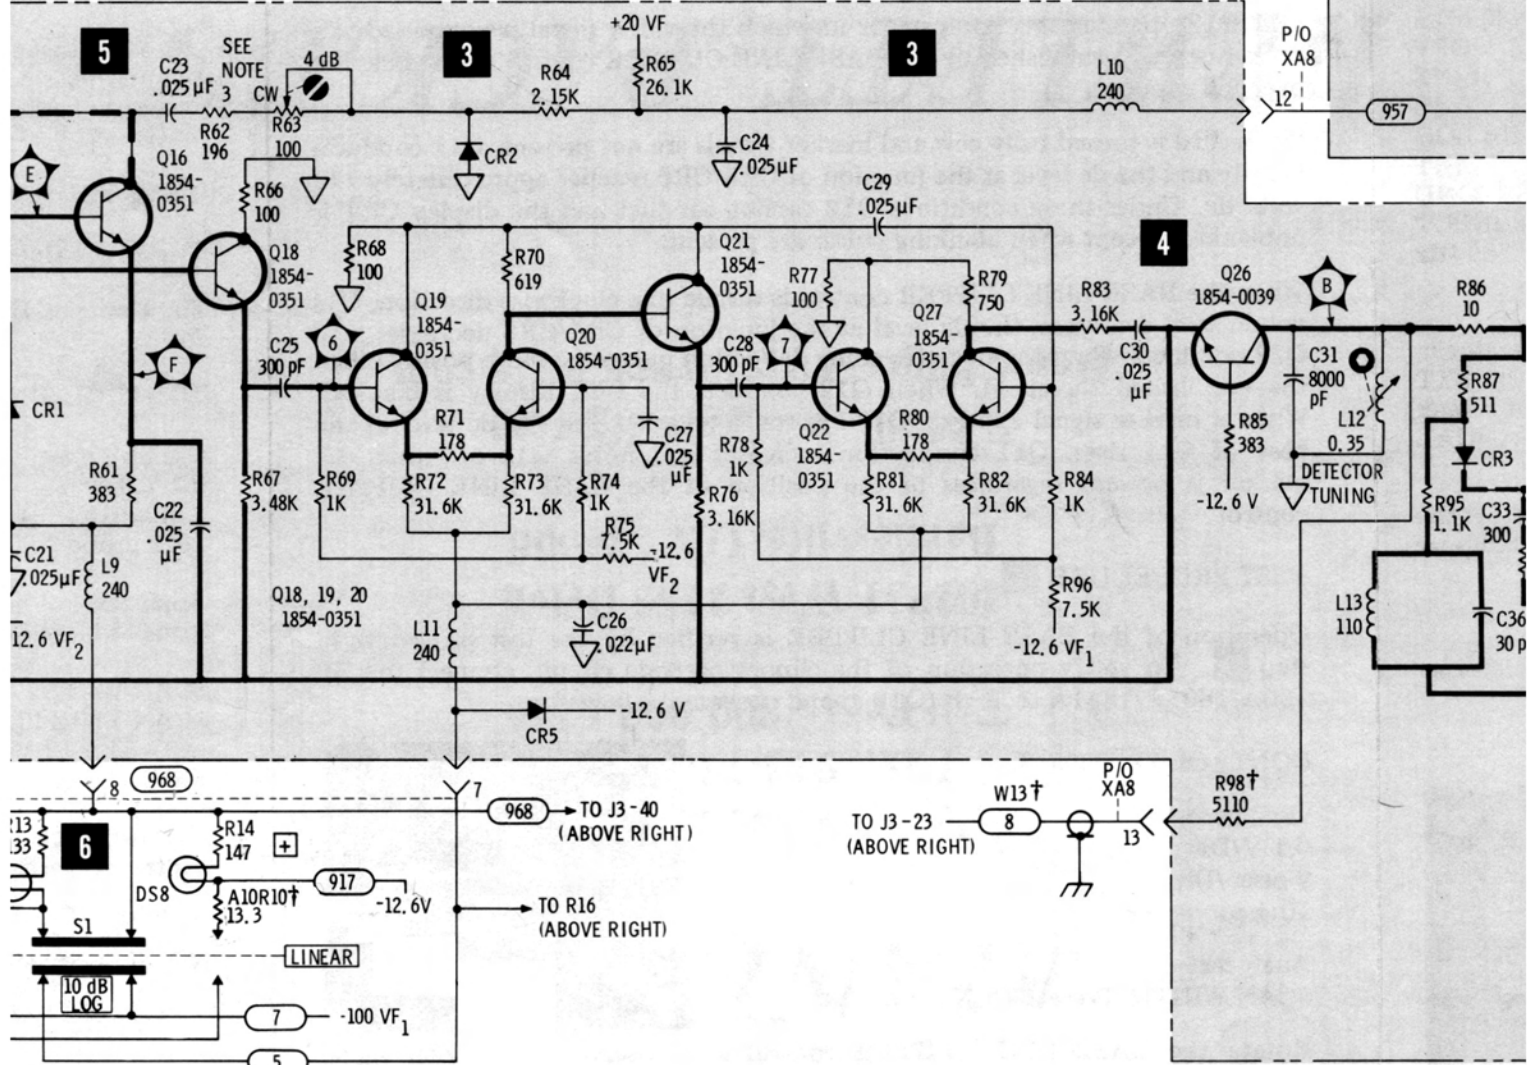 +20 VF
P/O
XA8
5
SEE
NOTE
3
4 dB
CW
3
3
C23
.025 µF
R62
196
R63
100
R64
2.15K
R65
26.1K
L10
240
12
957
CR2
C24
.025µF
E
Q16
1854-
0351
R66
100
C29
.025µF
4
Q18
1854-
0351
R68
100
R70
619
Q21
1854-
0351
R77
100
R79
750
R83
3.16K
Q26
1854-0039
B
R86
10
F
C25
300 pF
6
Q19
1854-
0351
Q20
1854-0351
C28
300 pF
7
Q27
1854
0351
C30
.025
µF
C31
8000
pF
R87
511
CR1
R71
178
C27
.025
µF
R78
1K
Q22
1854-
0351
R80
178
R85
383
L12
0.35
DETECTOR
TUNING
CR3
R61
383
R67
3.48K
R69
1K
R72
31.6K
R73
31.6K
R74
1K
R76
3.16K
R81
31.6K
R82
31.6K
R84
1K
-12.6 V
R95
1.1K
C33
300
C22
.025
µF
R75
7.5K
-12.6
VF2
C21
.025µF
L9
240
12.6 VF2
Q18, 19, 20
1854-0351
L11
240
C26
.022µF
R96
7.5K
-12.6 VF1
L13
110
C36
30 p
CR5
-12.6 V
8
968
7
968
TO J3-40
(ABOVE RIGHT)
R13
133
6
R14
147
+
DS8
917
A10R10†
13.3
-12.6V
S1
TO R16
(ABOVE RIGHT)
LINEAR
10 dB
LOG
7
-100 VF1
5
TO J3-23
(ABOVE RIGHT)
W13†
8
P/O
XA8
13
R98†
5110